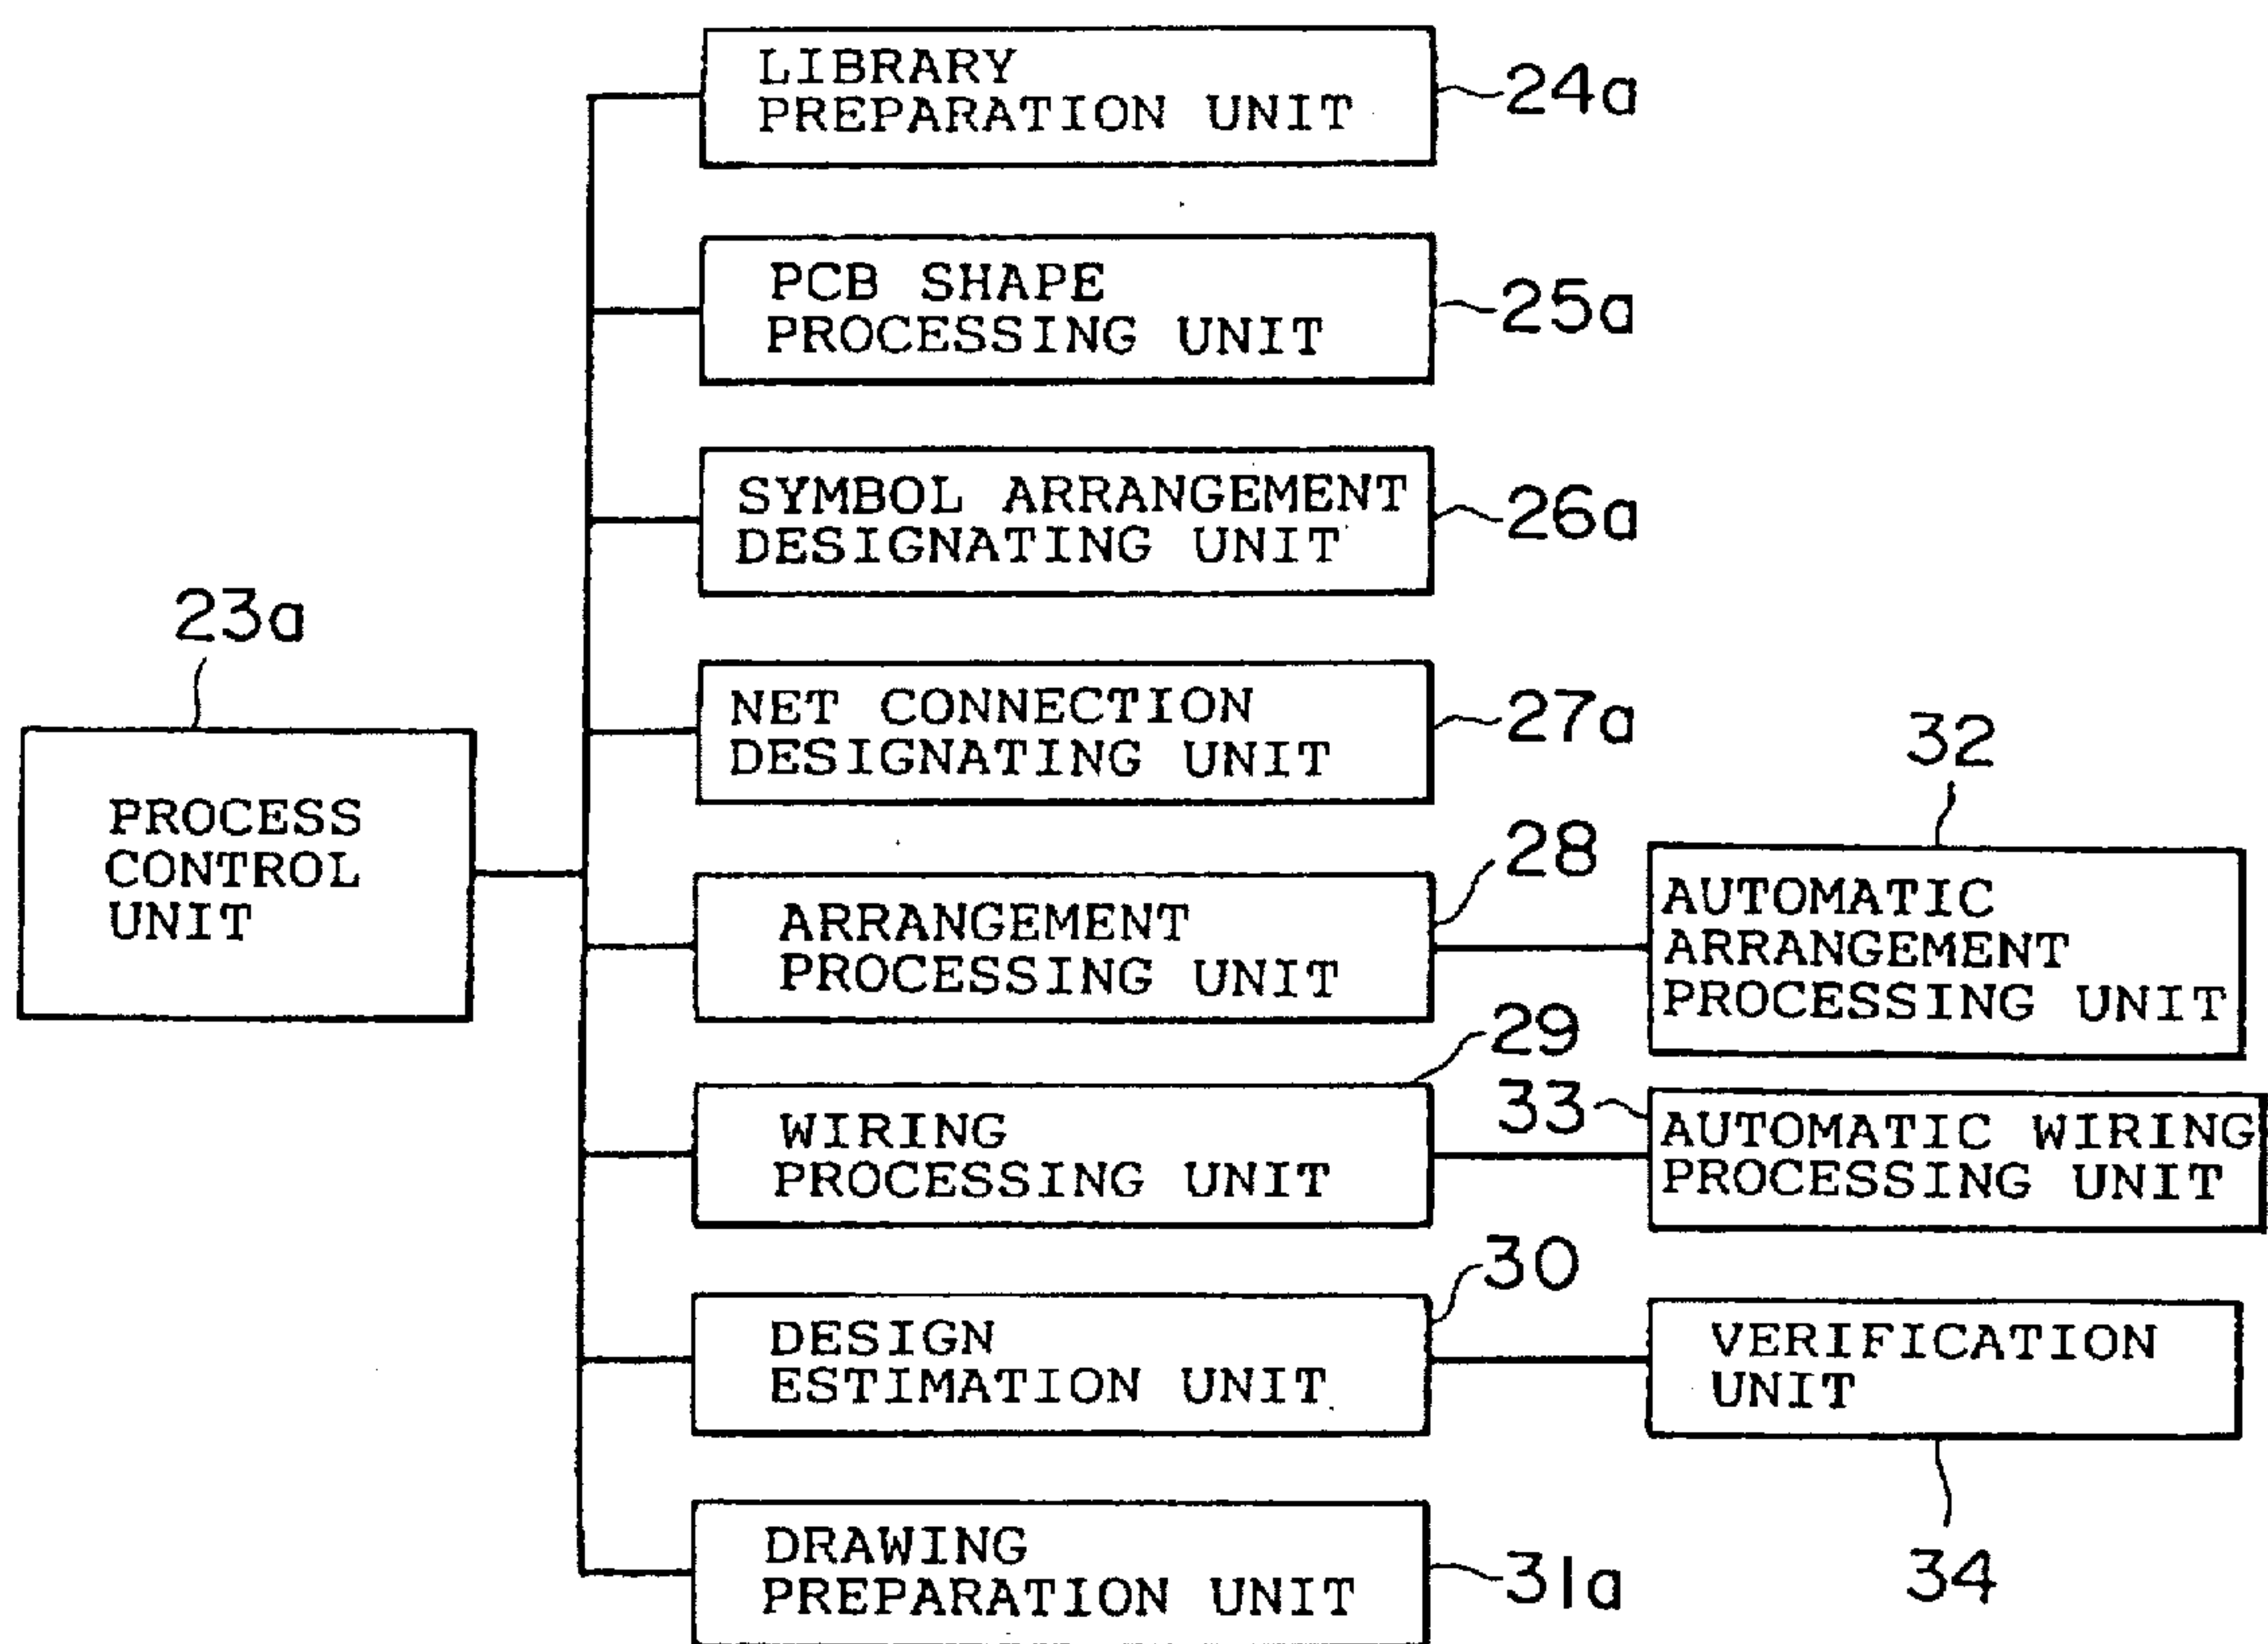 LIBRARY
PREPARATION UNIT
24a
PCB SHAPE
PROCESSING UNIT
25a
SYMBOL ARRANGEMENT
DESIGNATING UNIT
26a
23a
PROCESS
CONTROL
UNIT
NET CONNECTION
DESIGNATING UNIT
27a
ARRANGEMENT
PROCESSING UNIT
28
32
AUTOMATIC
ARRANGEMENT
PROCESSING UNIT
WIRING
PROCESSING UNIT
29
33
AUTOMATIC WIRING
PROCESSING UNIT
DESIGN
ESTIMATION UNIT
30
VERIFICATION
UNIT
34
DRAWING
PREPARATION UNIT
31a